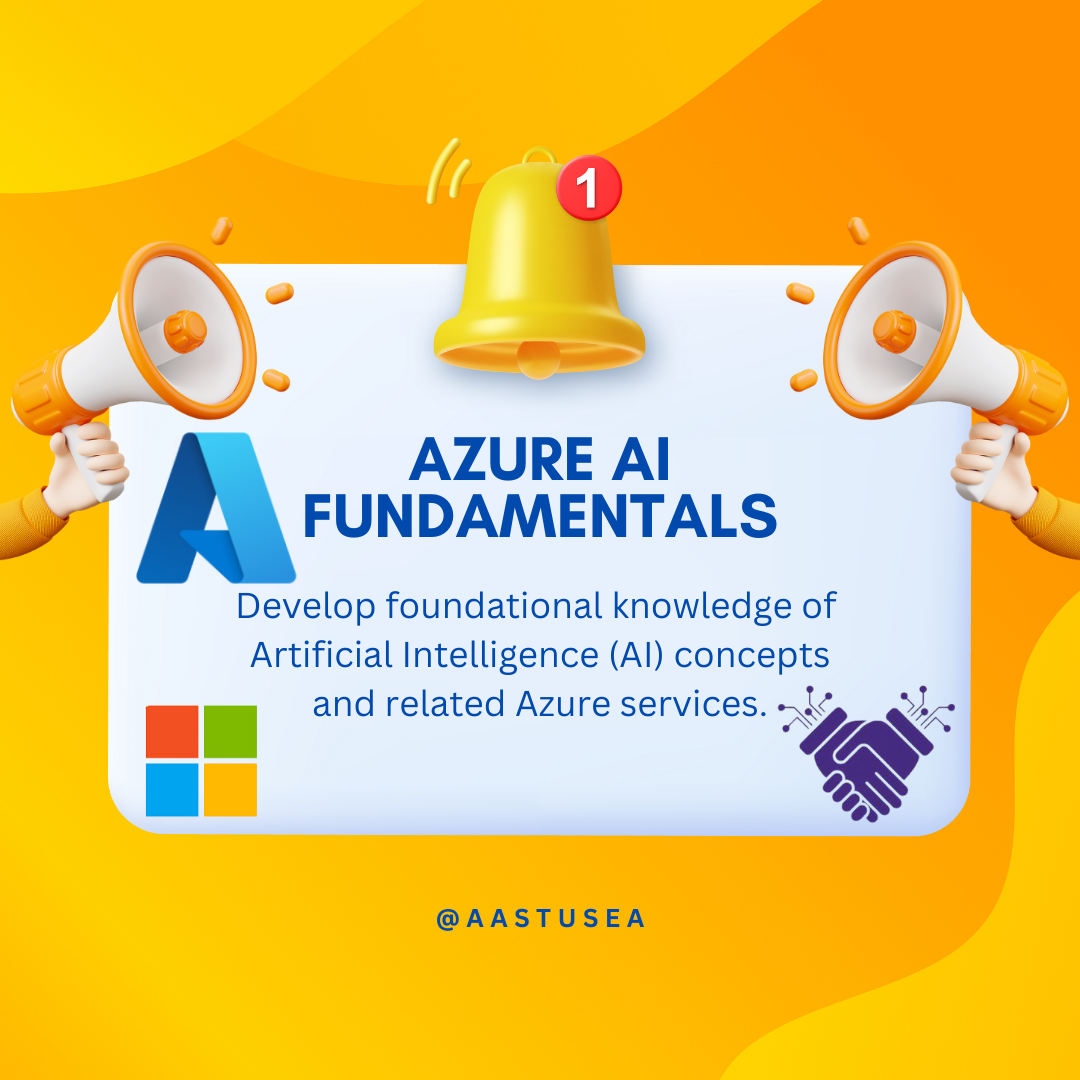 1
AZURE AI
FUNDAMENTALS
Develop foundational knowledge of
Artificial Intelligence (AI) concepts
and related Azure services.
@AASTUSEA